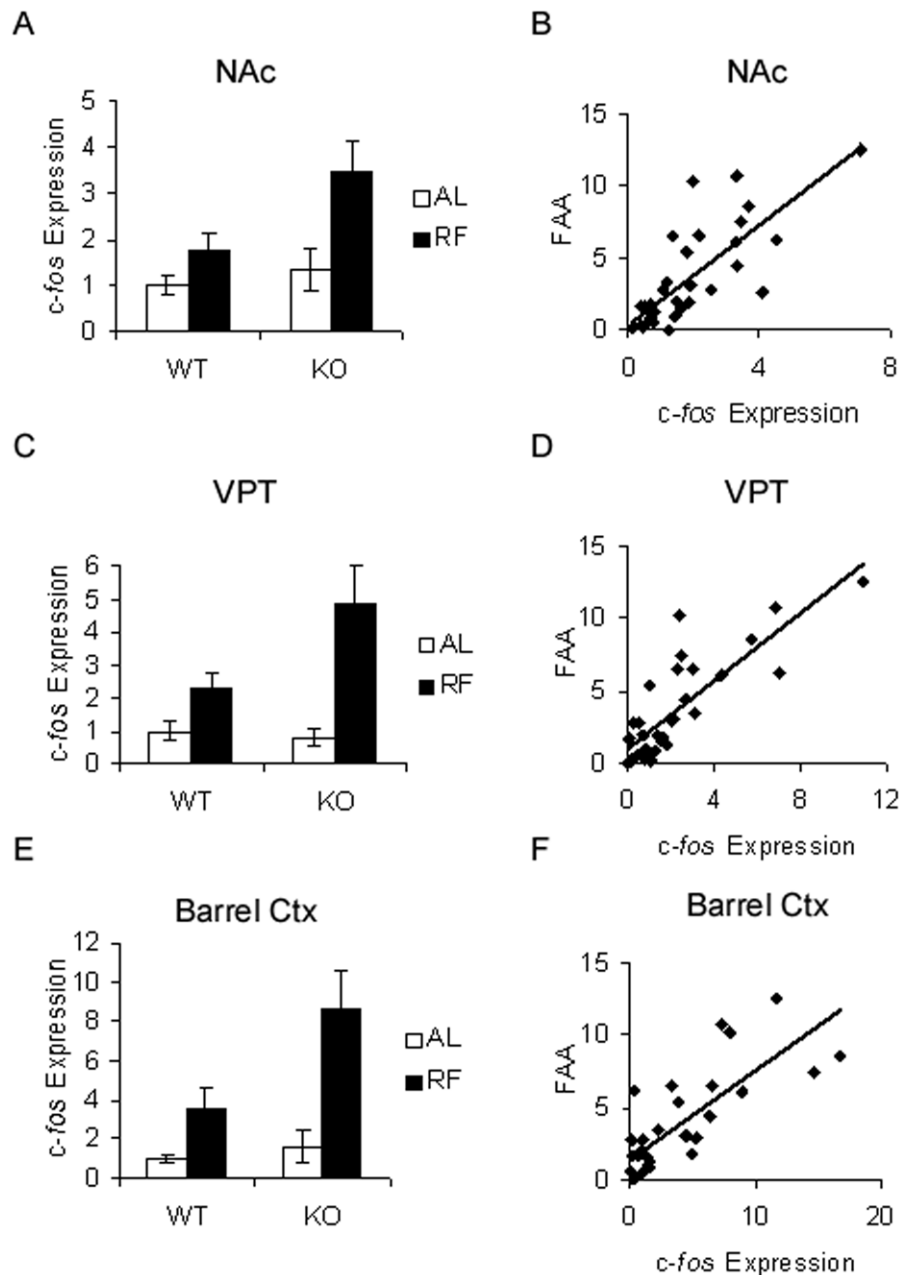 A
NAc
c-fos Expression
5
4
3
2
1
0
WT
KO
AL
RF
B
NAc
FAA
15
10
5
0
0
4
8
c-fos Expression
C
VPT
c-fos Expression
6
5
4
3
2
1
0
WT
KO
AL
RF
D
VPT
FAA
15
10
5
0
0
4
8
12
c-fos Expression
E
Barrel Ctx
c-fos Expression
12
10
8
6
4
2
0
WT
KO
AL
RF
F
Barrel Ctx
FAA
15
10
5
0
0
10
20
c-fos Expression